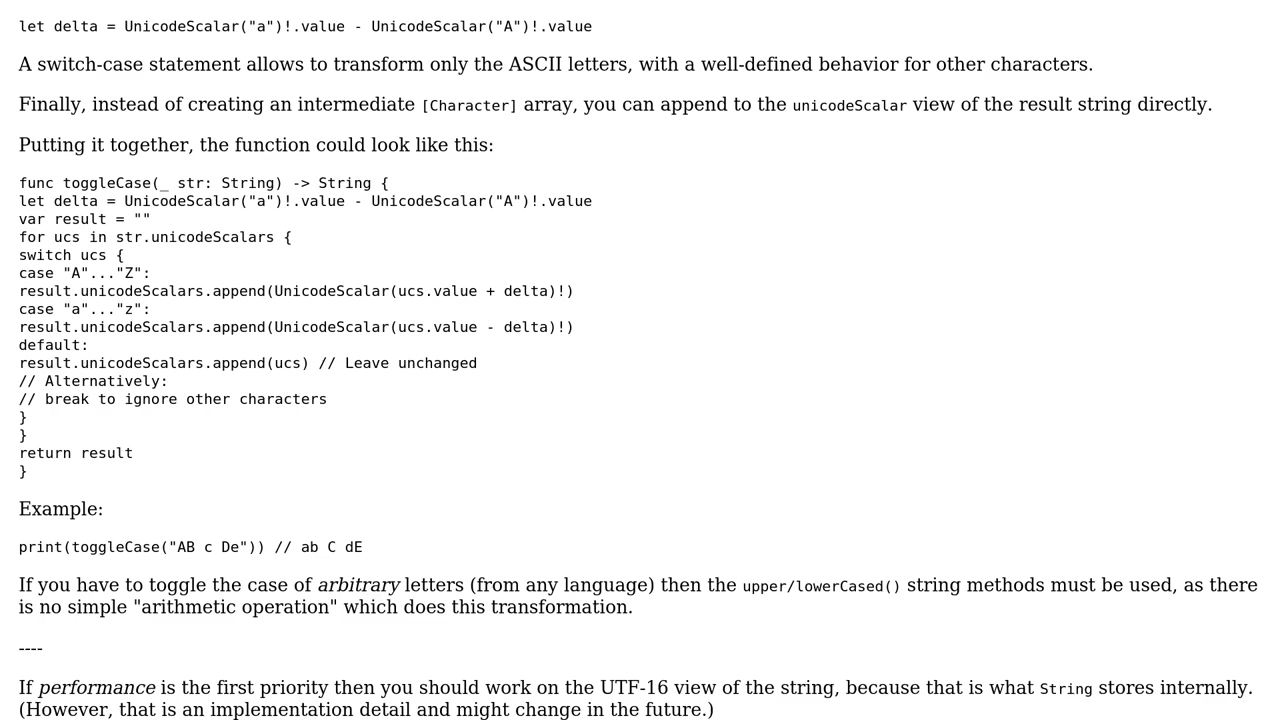 let delta = UnicodeScalar("a")!.value - UnicodeScalar("A")!.value
A switch-case statement allows to transform only the ASCII letters, with a well-defined behavior for other characters.
Finally, instead of creating an intermediate [Character] array, you can append to the unicodeScalar view of the result string directly.
Putting it together, the function could look like this:
func toggleCase(_ str: String) -> String {
let delta = UnicodeScalar("a")!.value - UnicodeScalar("A")!.value
var result = ""
for ucs in str.unicodeScalars {
switch ucs {
case "A"..."Z":
result.unicodeScalars.append(UnicodeScalar(ucs.value + delta)!)
case "a"..."z":
result.unicodeScalars.append(UnicodeScalar(ucs.value - delta)!)
default:
result.unicodeScalars.append(ucs) // Leave unchanged
// Alternatively:
// break to ignore other characters
}
}
return result
}
Example:
print(toggleCase("AB c De")) // ab C dE
If you have to toggle the case of arbitrary letters (from any language) then the upper/lowerCased() string methods must be used, as there
is no simple "arithmetic operation" which does this transformation.
----
If performance is the first priority then you should work on the UTF-16 view of the string, because that is what String stores internally.
(However, that is an implementation detail and might change in the future.)